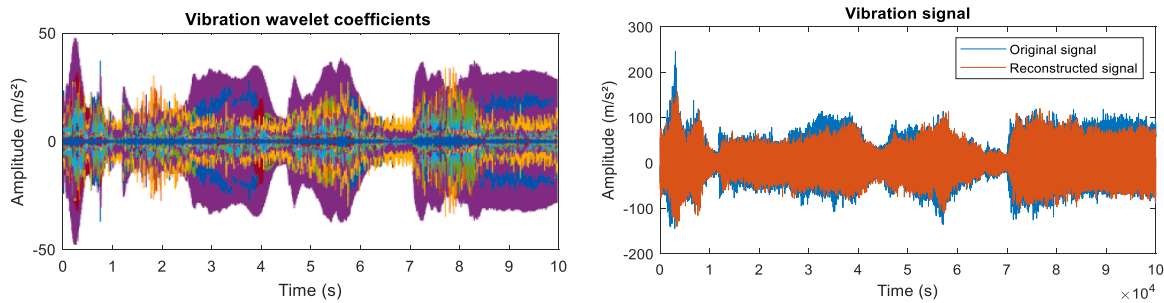 Vibration wavelet coefficients
50
0
-50
Amplitude (m/s²)
0 1 2 3 4 5 6 7 8 9 10
Time (s)
Vibration signal
300
200
100
0
-100
-200
Amplitude (m/s²)
Original signal
Reconstructed signal
0 1 2 3 4 5 6 7 8 9 10
Time (s)
×10⁴